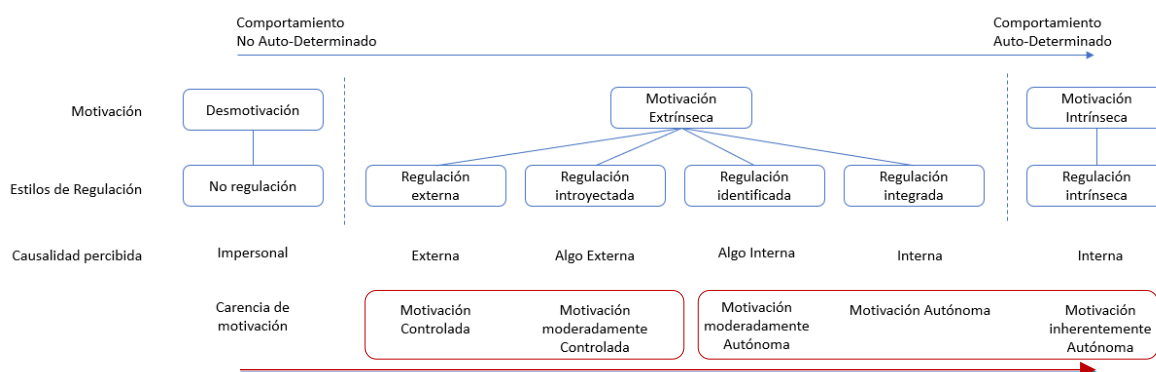 Comportamiento
No Auto-Determinado
Comportamiento
Auto-Determinado
Motivación
Desmotivación
Motivación
Extrínseca
Motivación
Intrínseca
Estilos de Regulación
No regulación
Regulación
externa
Regulación
introyectada
Regulación
identificada
Regulación
integrada
Regulación
intrínseca
Causalidad percibida
Impersonal
Externa
Algo Externa
Algo Interna
Interna
Interna
Carencia de
motivación
Motivación
Controlada
Motivación
moderadamente
Controlada
Motivación
moderadamente
Autónoma
Motivación Autónoma
Motivación
inherentemente
Autónoma